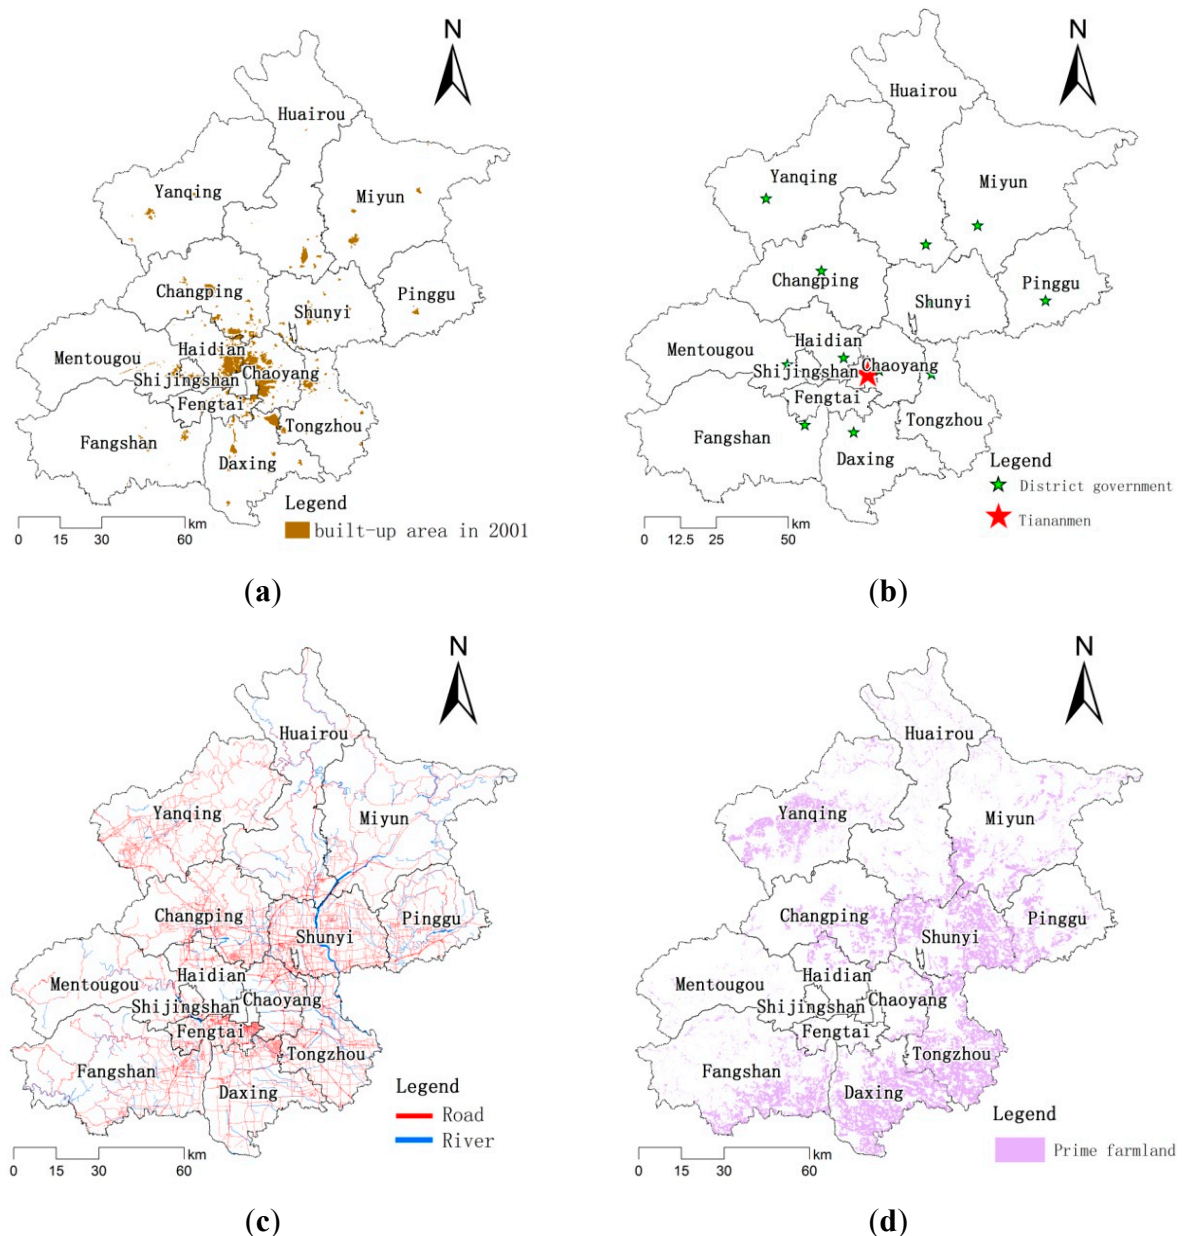 N
Huairou
Yanqing
Miyun
Changping
Shunyi
Pinggu
Haidian
Mentougou
Shijingshan
Chaoyang
Fengtai
Tongzhou
Fangshan
Daxing
Legend
built-up area in 2001
km
0 15 30 60
(a)
N
Huairou
Yanqing
Miyun
Changping
Pinggu
Shunyi
Haidian
Mentougou
Shijingshan
Chaoyang
Fengtai
Tongzhou
Fangshan
Daxing
Legend
District government
Tiananmen
km
0 12.5 25 50
(b)
N
Huairou
Yanqing
Miyun
Changping
Pinggu
Shunyi
Haidian
Mentougou
Shijingshan
Chaoyang
Fengtai
Tongzhou
Fangshan
Daxing
Legend
Road
River
km
0 15 30 60
(c)
N
Huairou
Yanqing
Miyun
Changping
Pinggu
Shunyi
Haidian
Mentougou
Shijingshan
Chaoyang
Fengtai
Tongzhou
Fangshan
Daxing
Legend
Prime farmland
km
0 15 30 60
(d)